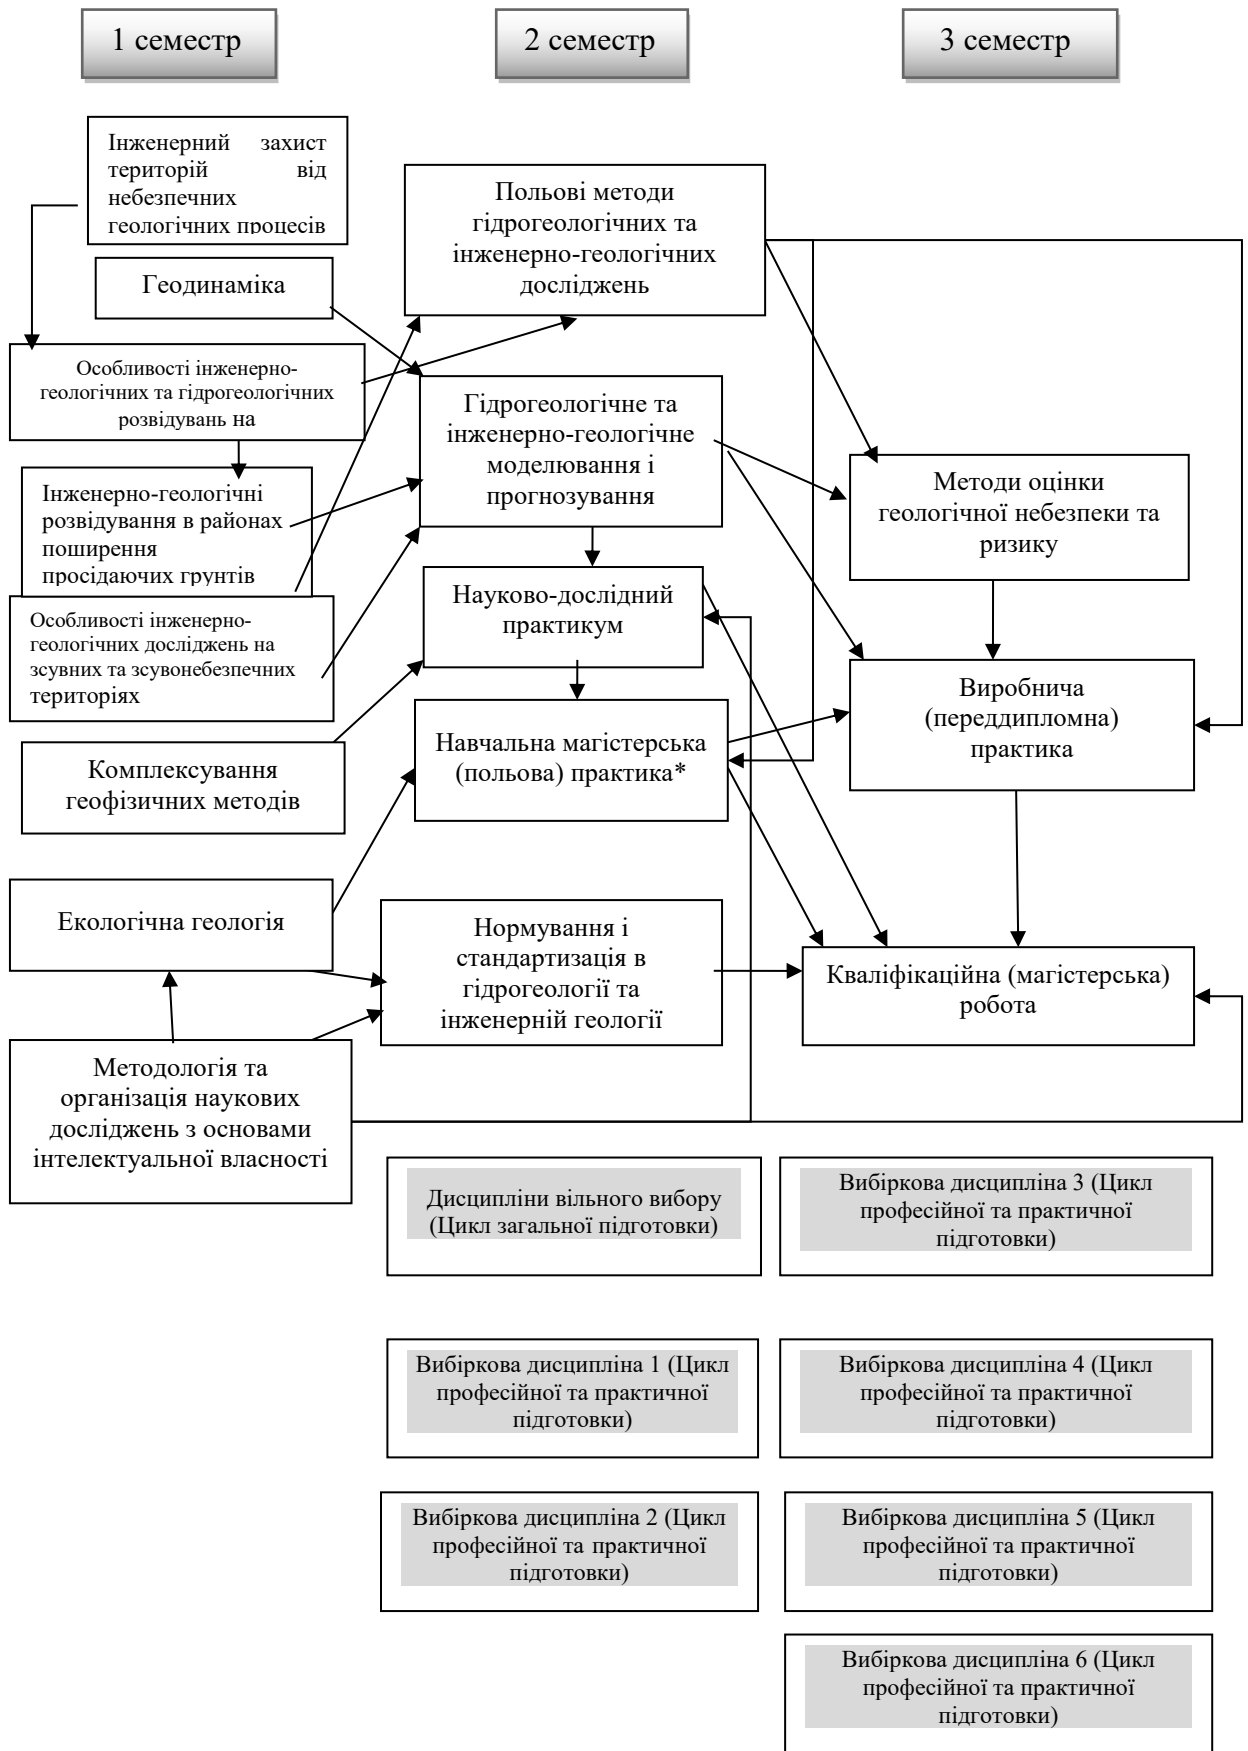 1 семестр
2 семестр
3 семестр
Інженерний захист
територій від
небезпечних
геологічних процесів
Геодинаміка
Особливості інженерно-
геологічних та гідрогеологічних
розвідувань на
Інженерно-геологічні
розвідування в районах
поширення
просідаючих грунтів
Особливості інженерно-
геологічних досліджень на
зсувних та зсувонебезпечних
територіях
Комплексування
геофізичних методів
Екологічна геологія
Методологія та
організація наукових
досліджень з основами
інтелектуальної власності
Польові методи
гідрогеологічних та
інженерно-геологічних
досліджень
Гідрогеологічне та
інженерно-геологічне
моделювання і
прогнозування
Науково-дослідний
практикум
Навчальна магістерська
(польова) практика*
Нормування і
стандартизація в
гідрогеології та
інженерній геології
Методи оцінки
геологічної небезпеки та
ризику
Виробнича
(переддипломна)
практика
Кваліфікаційна (магістерська)
робота
Дисципліни вільного вибору
(Цикл загальної підготовки)
Вибіркова дисципліна 1 (Цикл
професійної та практичної
підготовки)
Вибіркова дисципліна 2 (Цикл
професійної та практичної
підготовки)
Вибіркова дисципліна 3 (Цикл
професійної та практичної
підготовки)
Вибіркова дисципліна 4 (Цикл
професійної та практичної
підготовки)
Вибіркова дисципліна 5 (Цикл
професійної та практичної
підготовки)
Вибіркова дисципліна 6 (Цикл
професійної та практичної
підготовки)